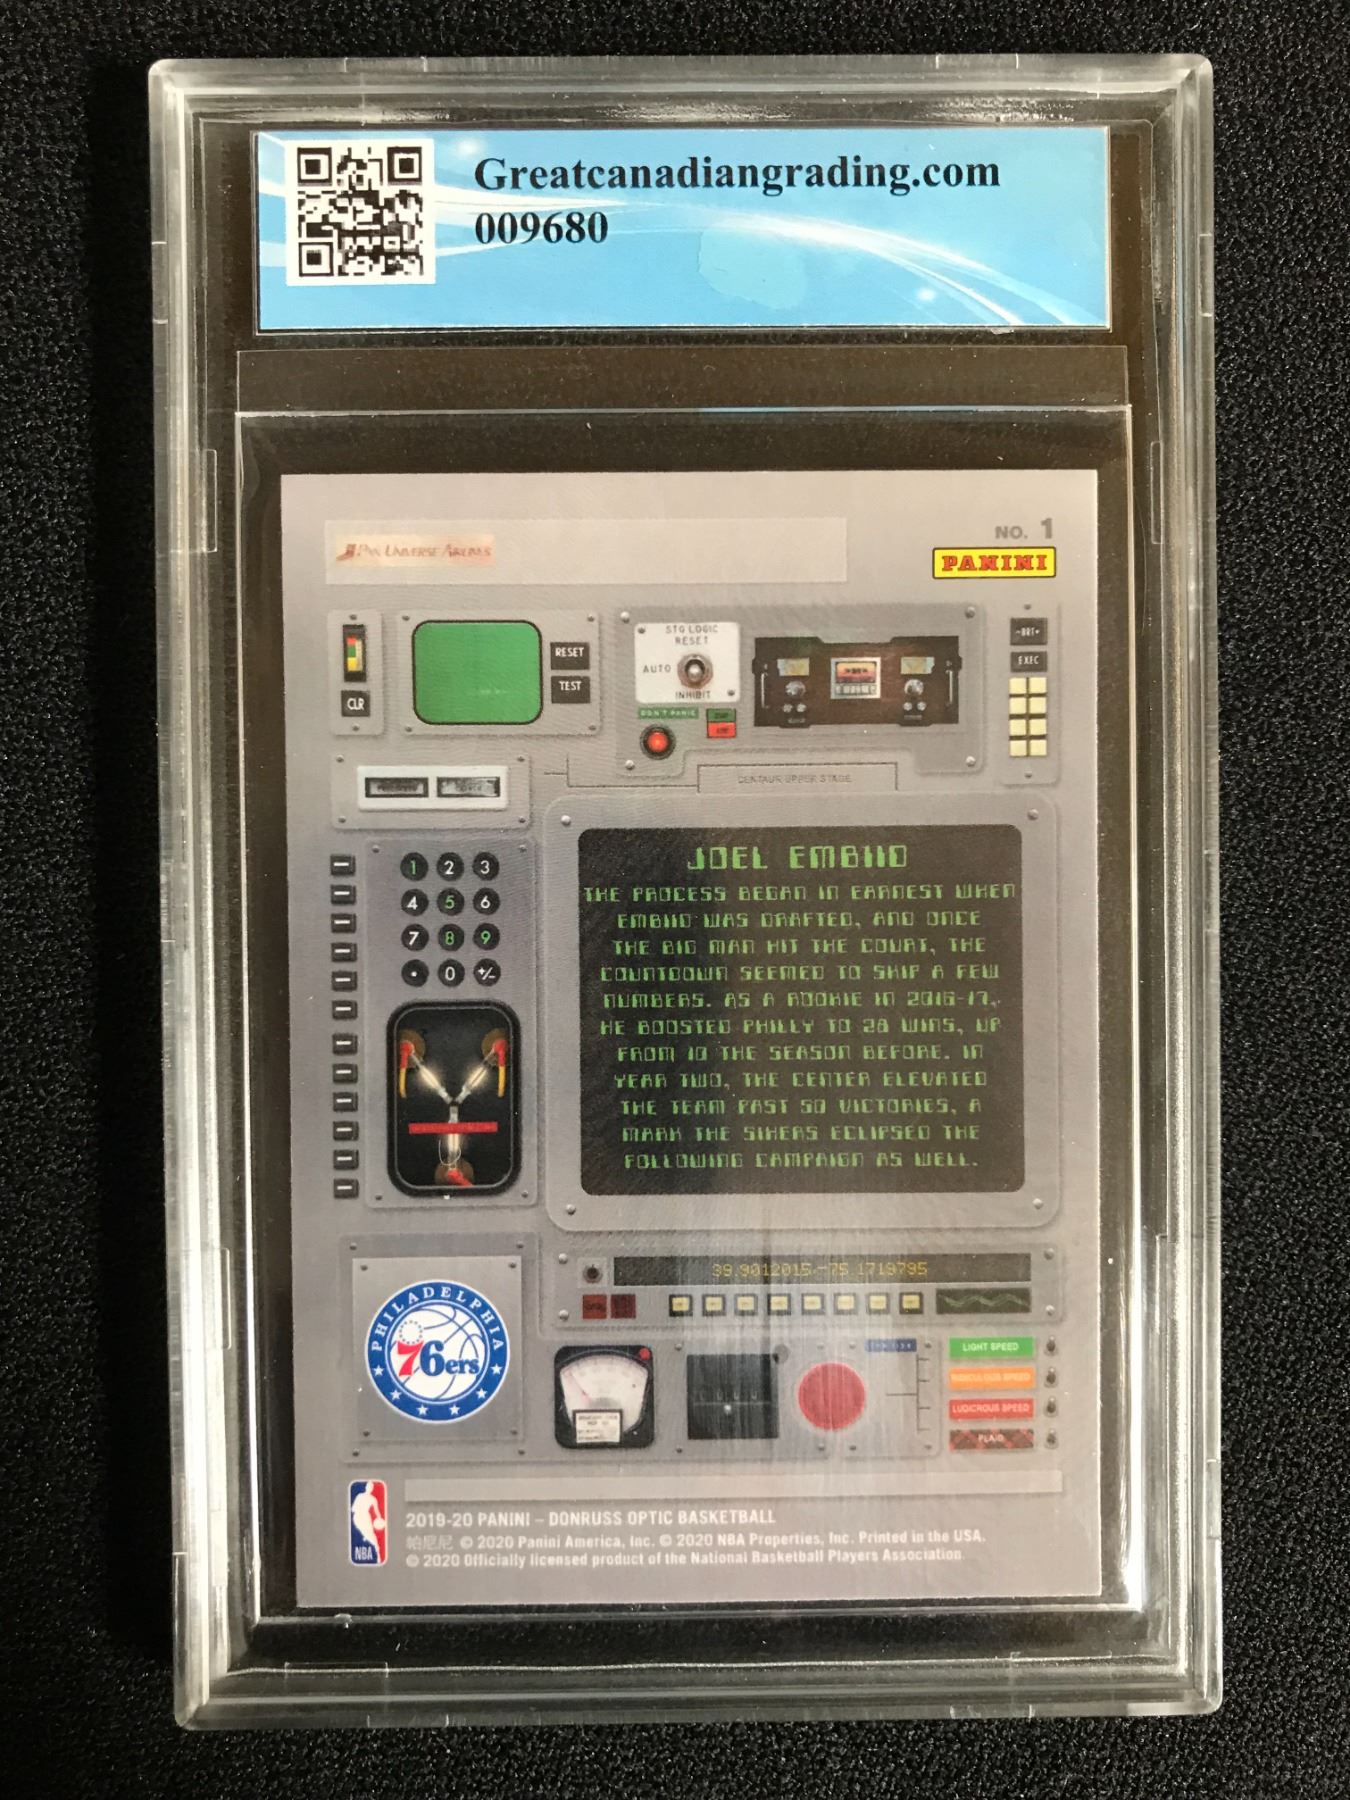 Greatcanadiangrading.com
009680
PAN UNIVERSE AIRLINES
NO. 1
PANINI
RESET
TEST
CLR
STG LOGIC
RESET
AUTO
INHIBIT
DON'T PANIC
-BRT+
EXEC
CENTAUR UPPER STAGE
1 2 3
4 5 6
7 8 9
• 0 +/-
JOEL EMBIID
THE PROCESS BEGAN IN EARNEST WHEN
EMBIID WAS DRAFTED, AND ONCE
THE BIG MAN HIT THE COURT, THE
COUNTDOWN SEEMED TO SKIP A FEW
NUMBERS. AS A ROOKIE IN 2016-17,
HE BOOSTED PHILLY TO 28 WINS, UP
FROM 10 THE SEASON BEFORE. IN
YEAR TWO, THE CENTER ELEVATED
THE TEAM PAST 50 VICTORIES, A
MARK THE SIXERS ECLIPSED THE
FOLLOWING CAMPAIGN AS WELL.
39.9012015,-75.1719795
PHILADELPHIA
76ers
LIGHT SPEED
RIDICULOUS SPEED
LUDICROUS SPEED
PLAID
NBA
2019-20 PANINI – DONRUSS OPTIC BASKETBALL
帕尼尼 © 2020 Panini America, Inc. © 2020 NBA Properties, Inc. Printed in the USA.
© 2020 Officially licensed product of the National Basketball Players Association.